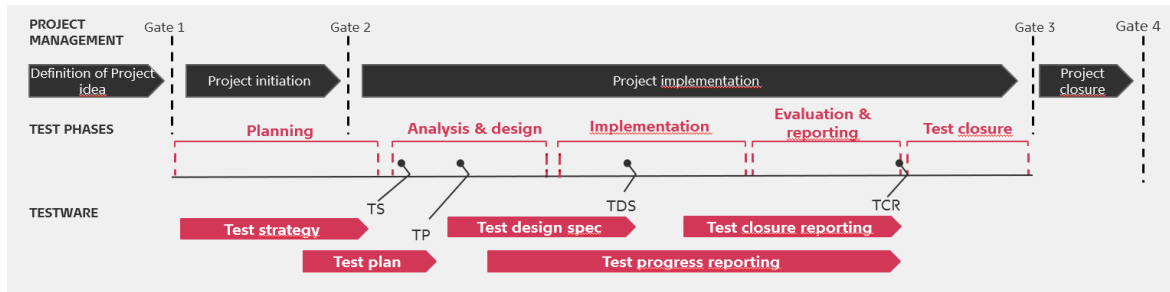 PROJECT
MANAGEMENT
Gate 1
Gate 2
Gate 3
Gate 4
Definition of Project
idea
Project initiation
Project implementation
Project
closure
TEST PHASES
Planning
Analysis & design
Implementation
Evaluation &
reporting
Test closure
TS
TP
TDS
TCR
TESTWARE
Test strategy
Test design spec
Test closure reporting
Test plan
Test progress reporting